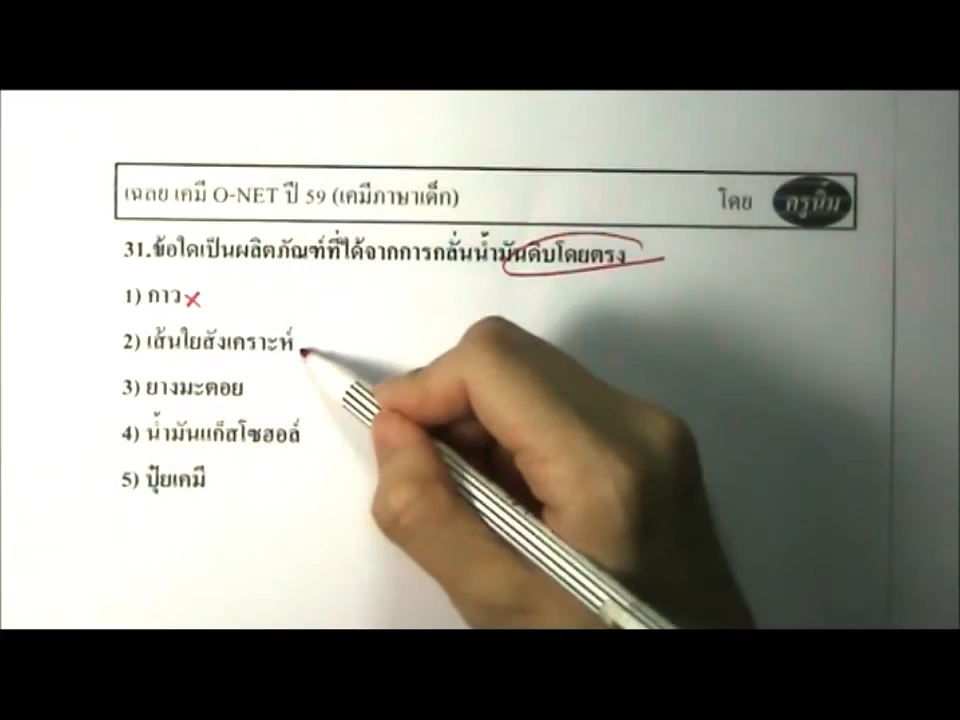 เฉลย เคมี O-NET ปี 59 (เคมีภาษาเด็ก) โดย ครูนิ่ม
31.ข้อใดเป็นผลิตภัณฑ์ที่ได้จากการกลั่นน้ำมันดิบโดยตรง
1) กาว
2) เส้นใยสังเคราะห์
3) ยางมะตอย
4) น้ำมันแก็สโซฮอล์
5) ปุ๋ยเคมี